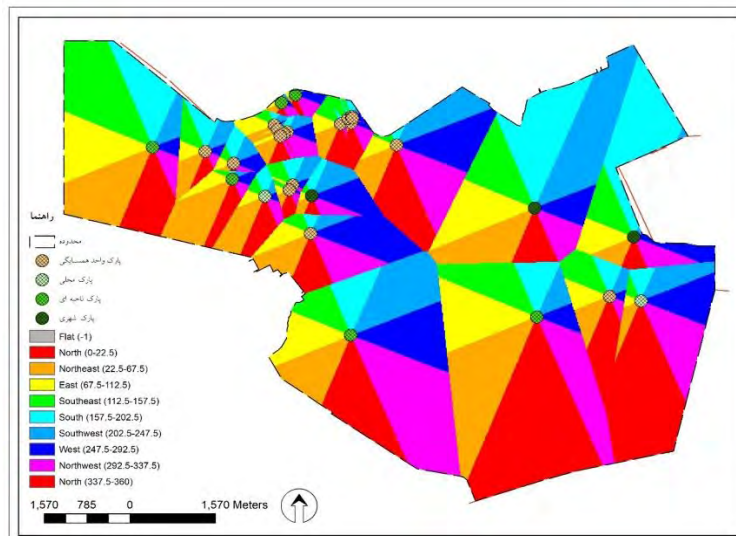 راهنما
محدوده
پارک واحد همسایگی
پارک محلی
پارک ناحیه ای
پارک شهری
Flat (-1)
North (0-22.5)
Northeast (22.5-67.5)
East (67.5-112.5)
Southeast (112.5-157.5)
South (157.5-202.5)
Southwest (202.5-247.5)
West (247.5-292.5)
Northwest (292.5-337.5)
North (337.5-360)
1,570 785 0 1,570 Meters